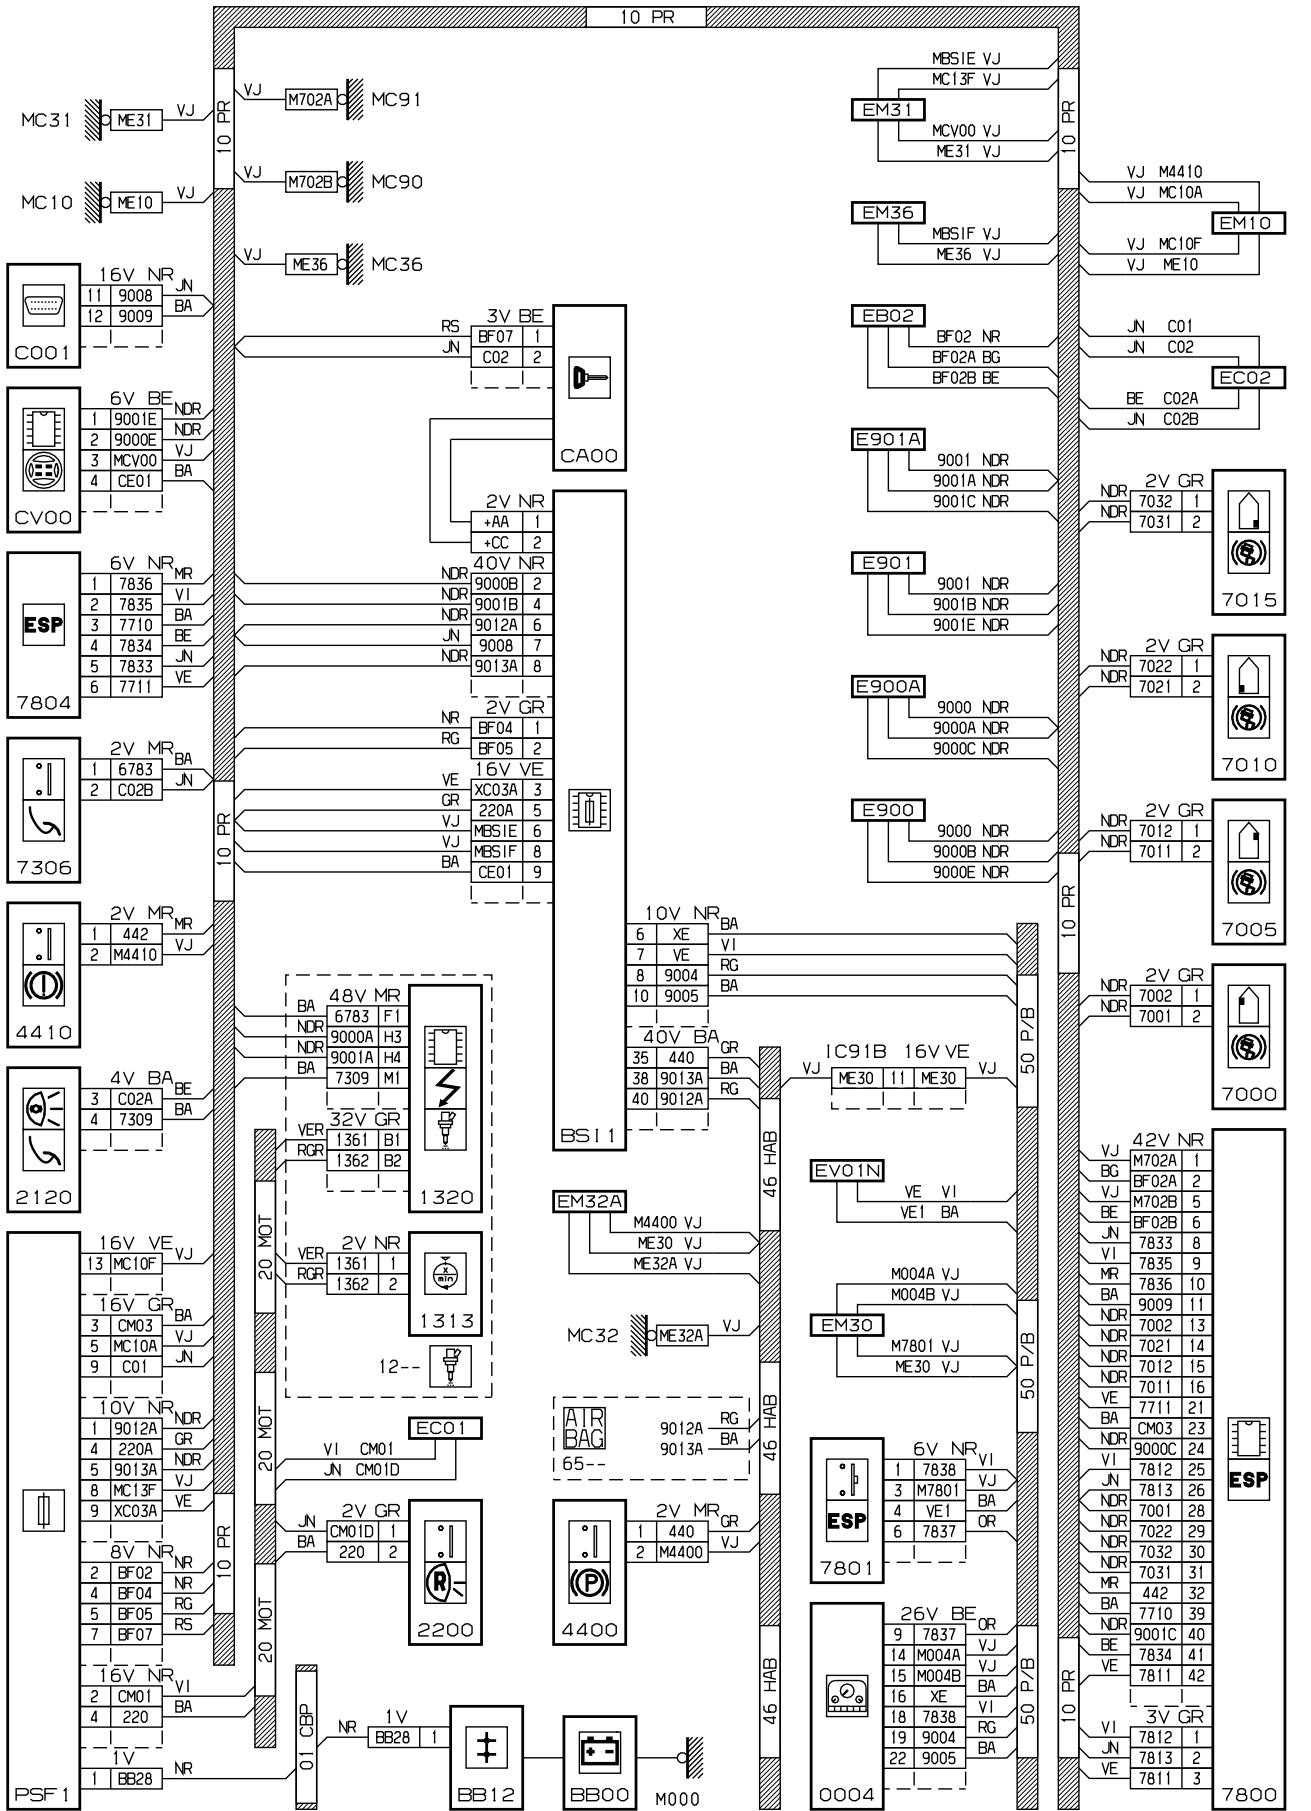 10 PR
MC31 ME31 VJ
VJ M702A MC91
10 PR
MC10 ME10 VJ
VJ M702B MC90
VJ ME36 MC36
MBSIE VJ
MC13F VJ
EM31
MCV00 VJ
ME31 VJ
10 PR
EM36
MBSIF VJ
ME36 VJ
VJ M4410
VJ MC10A
EM10
VJ MC10F
VJ ME10
16V NR
11 9008 JN
12 9009 BA
C001
3V BE
RS BF07 1
JN C02 2
CA00
EB02
BF02 NR
BF02A BG
BF02B BE
JN C01
JN C02
EC02
BE C02A
JN C02B
6V BE
1 9001E NDR
2 9000E NDR
3 MCV00 VJ
4 CE01 BA
CV00
E901A
9001 NDR
9001A NDR
9001C NDR
2V GR
NDR 7032 1
NDR 7031 2
7015
2V NR
+AA 1
+CC 2
40V NR
NDR 9000B 2
NDR 9001B 4
NDR 9012A 6
JN 9008 7
NDR 9013A 8
2V GR
NR BF04 1
RG BF05 2
16V VE
VE XC03A 3
GR 220A 5
VJ MBSIE 6
VJ MBSIF 8
BA CE01 9
6V NR
1 7836 MR
2 7835 VI
3 7710 BA
4 7834 BE
5 7833 JN
6 7711 VE
ESP
7804
E901
9001 NDR
9001B NDR
9001E NDR
2V GR
NDR 7022 1
NDR 7021 2
7010
E900A
9000 NDR
9000A NDR
9000C NDR
2V MR
1 6783 BA
2 C02B JN
7306
10 PR
E900
9000 NDR
9000B NDR
9000E NDR
2V GR
NDR 7012 1
NDR 7011 2
7005
10 PR
2V MR
1 442 MR
2 M4410 VJ
4410
10V NR
6 XE BA
7 VE VI
8 9004 RG
10 9005 BA
40V BA
35 440 GR
38 9013A BA
40 9012A RG
BSI1
50 P/B
2V GR
NDR 7002 1
NDR 7001 2
7000
48V MR
BA 6783 F1
NDR 9000A H3
NDR 9001A H4
BA 7309 M1
32V GR
VER 1361 B1
RGR 1362 B2
1320
4V BA
3 C02A BE
4 7309 BA
2120
IC91B 16V VE
VJ ME30 11 ME30 VJ
46 HAB
20 MOT
EV01N
VE VI
VE1 BA
EM32A
M4400 VJ
ME30 VJ
ME32A VJ
2V NR
VER 1361 1
RGR 1362 2
x
min
1313
12--
MC32 ME32A VJ
M004A VJ
M004B VJ
EM30
M7801 VJ
ME30 VJ
50 P/B
16V VE
13 MC10F VJ
16V GR
3 CM03 BA
5 MC10A VJ
9 C01 JN
10V NR
1 9012A NDR
4 220A GR
5 9013A NDR
8 MC13F VJ
9 XC03A VE
8V NR
2 BF02 NR
4 BF04 NR
5 BF05 RG
7 BF07 RS
16V NR
2 CM01 VI
4 220 BA
1V
1 BB28 NR
PSF1
10 PR
20 MOT
20 MOT
EC01
VI CM01
JN CM01D
2V GR
JN CM01D 1
BA 220 2
R
2200
AIR
BAG
9012A RG
9013A BA
65--
46 HAB
2V MR
1 440 GR
2 M4400 VJ
P
4400
6V NR
1 7838 VI
3 M7801 VJ
4 VE1 BA
6 7837 OR
ESP
7801
26V BE
9 7837 OR
14 M004A VJ
15 M004B VJ
16 XE BA
18 7838 VI
19 9004 RG
22 9005 BA
0004
50 P/B
46 HAB
01 CBP
1V
NR BB28 1
BB12
BB00
M000
42V NR
VJ M702A 1
BG BF02A 2
VJ M702B 5
BE BF02B 6
JN 7833 8
VI 7835 9
MR 7836 10
BA 9009 11
NDR 7002 13
NDR 7021 14
NDR 7012 15
NDR 7011 16
VE 7711 21
BA CM03 23
NDR 9000C 24
VI 7812 25
JN 7813 26
NDR 7001 28
NDR 7022 29
NDR 7032 30
NDR 7031 31
MR 442 32
BA 7710 39
NDR 9001C 40
BE 7834 41
VE 7811 42
3V GR
VI 7812 1
JN 7813 2
VE 7811 3
ESP
7800
10 PR